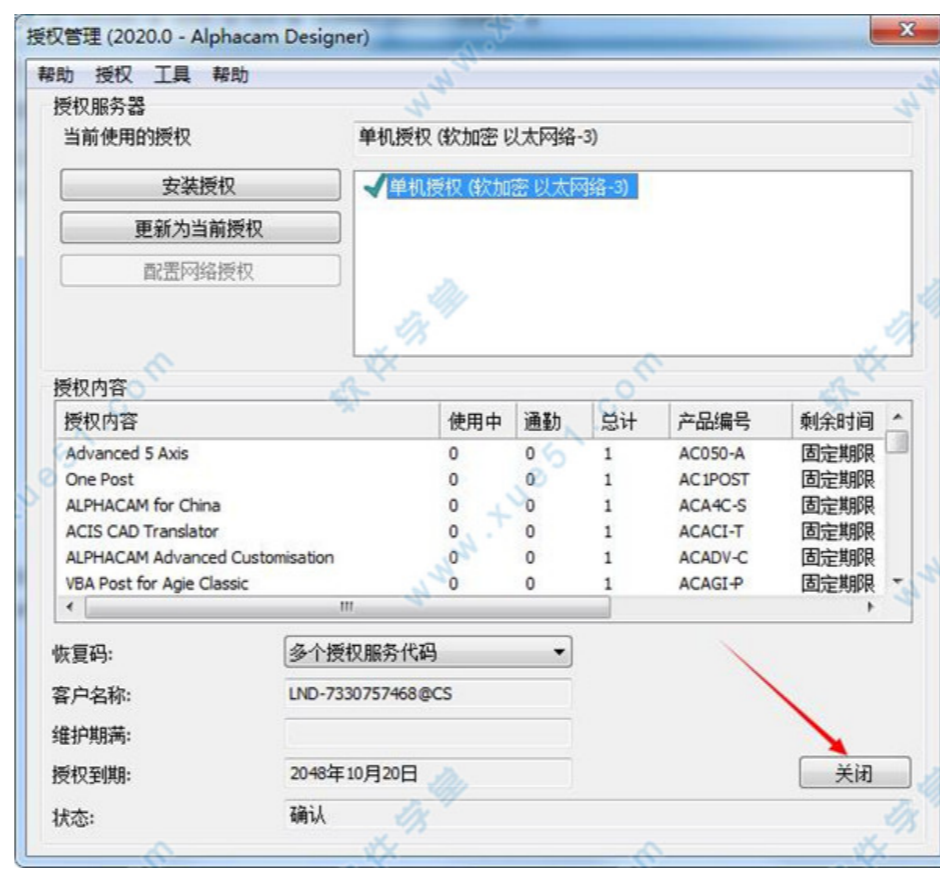 授权管理 (2020.0 - Alphacam Designer)
帮助 授权 工具 帮助
授权服务器
当前使用的授权 单机授权 (软加密 以太网络-3)
安装授权 单机授权 (软加密 以太网络-3)
更新为当前授权
配置网络授权
授权内容
授权内容 使用中 通勤 总计 产品编号 剩余时间
Advanced 5 Axis 0 0 1 AC050-A 固定期限
One Post 0 0 1 AC1POST 固定期限
ALPHACAM for China 0 0 1 ACA4C-S 固定期限
ACIS CAD Translator 0 0 1 ACACI-T 固定期限
ALPHACAM Advanced Customisation 0 0 1 ACADV-C 固定期限
VBA Post for Agie Classic 0 0 1 ACAGI-P 固定期限
恢复码: 多个授权服务代码
客户名称: LND-7330757468@CS
维护期满:
授权到期: 2048年10月20日 关闭
状态: 确认
软件学堂
www.xue51.com